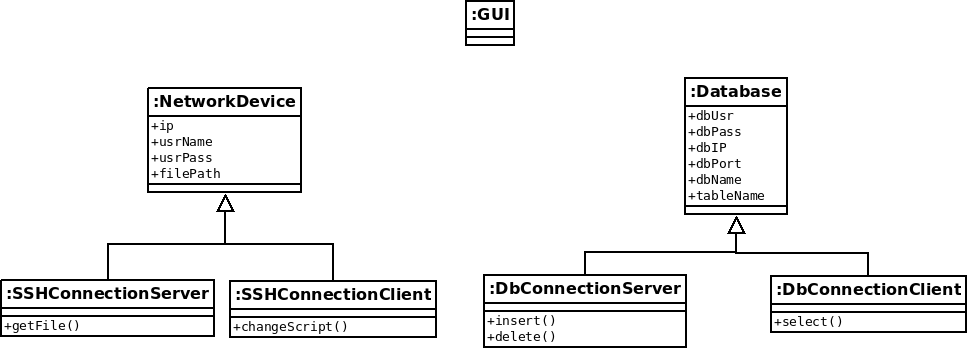 :GUI
:NetworkDevice
+ip
+usrName
+usrPass
+filePath
:Database
+dbUsr
+dbPass
+dbIP
+dbPort
+dbName
+tableName
:SSHConnectionServer
+getFile()
:SSHConnectionClient
+changeScript()
:DbConnectionServer
+insert()
+delete()
:DbConnectionClient
+select()